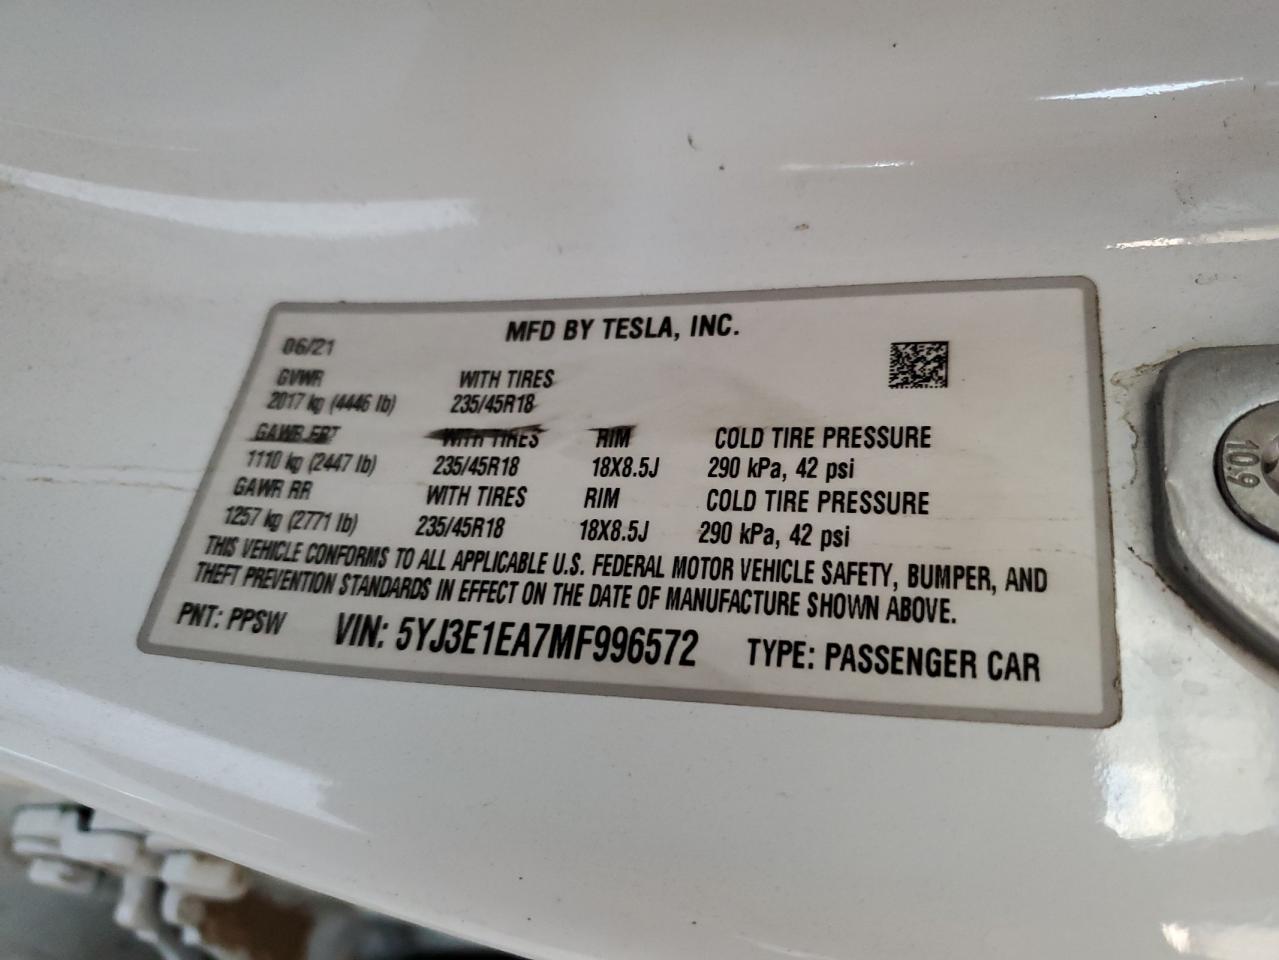 MFD BY TESLA, INC.
06/21
GVWR WITH TIRES
2017 kg (4446 lb) 235/45R18
GAWR FRT WITH TIRES RIM COLD TIRE PRESSURE
1110 kg (2447 lb) 235/45R18 18X8.5J 290 kPa, 42 psi
GAWR RR WITH TIRES RIM COLD TIRE PRESSURE
1257 kg (2771 lb) 235/45R18 18X8.5J 290 kPa, 42 psi
THIS VEHICLE CONFORMS TO ALL APPLICABLE U.S. FEDERAL MOTOR VEHICLE SAFETY, BUMPER, AND
THEFT PREVENTION STANDARDS IN EFFECT ON THE DATE OF MANUFACTURE SHOWN ABOVE.
PNT: PPSW VIN: 5YJ3E1EA7MF996572 TYPE: PASSENGER CAR
10.9